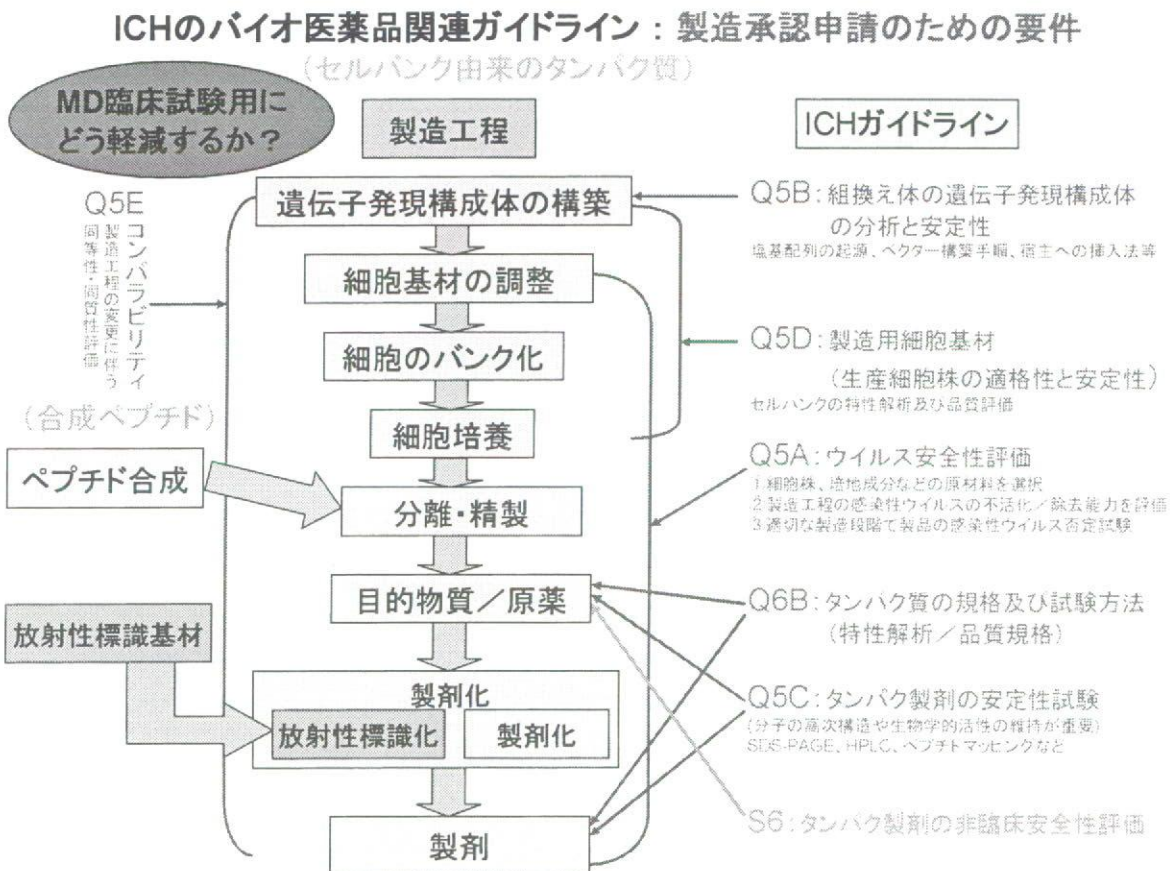 ICHのバイオ医薬品関連ガイドライン：製造承認申請のための要件
(セルバンク由来のタンパク質)
MD臨床試験用に
どう軽減するか？
製造工程
ICHガイドライン
遺伝子発現構成体の構築
細胞基材の調整
細胞のバンク化
細胞培養
分離・精製
目的物質／原薬
製剤化
放射性標識化
製剤化
製剤
Q5E
コンパラビリティ
製造工程の変更に伴う
同等性・同質性評価
(合成ペプチド)
ペプチド合成
放射性標識基材
Q5B：組換え体の遺伝子発現構成体
の分析と安定性
塩基配列の起源、ベクター構築手順、宿主への挿入法等
Q5D：製造用細胞基材
(生産細胞株の適格性と安定性)
セルバンクの特性解析及び品質評価
Q5A：ウイルス安全性評価
1 細胞株、培地成分などの原材料を選択
2 製造工程の感染性ウイルスの不活化／除去能力を評価
3 適切な製造段階で製品の感染性ウイルス否定試験
Q6B：タンパク質の規格及び試験方法
(特性解析／品質規格)
Q5C：タンパク製剤の安定性試験
(分子の高次構造や生物学的活性の維持が重要)
SDS-PAGE、HPLC、ペプチドマッピングなど
S6：タンパク製剤の非臨床安全性評価